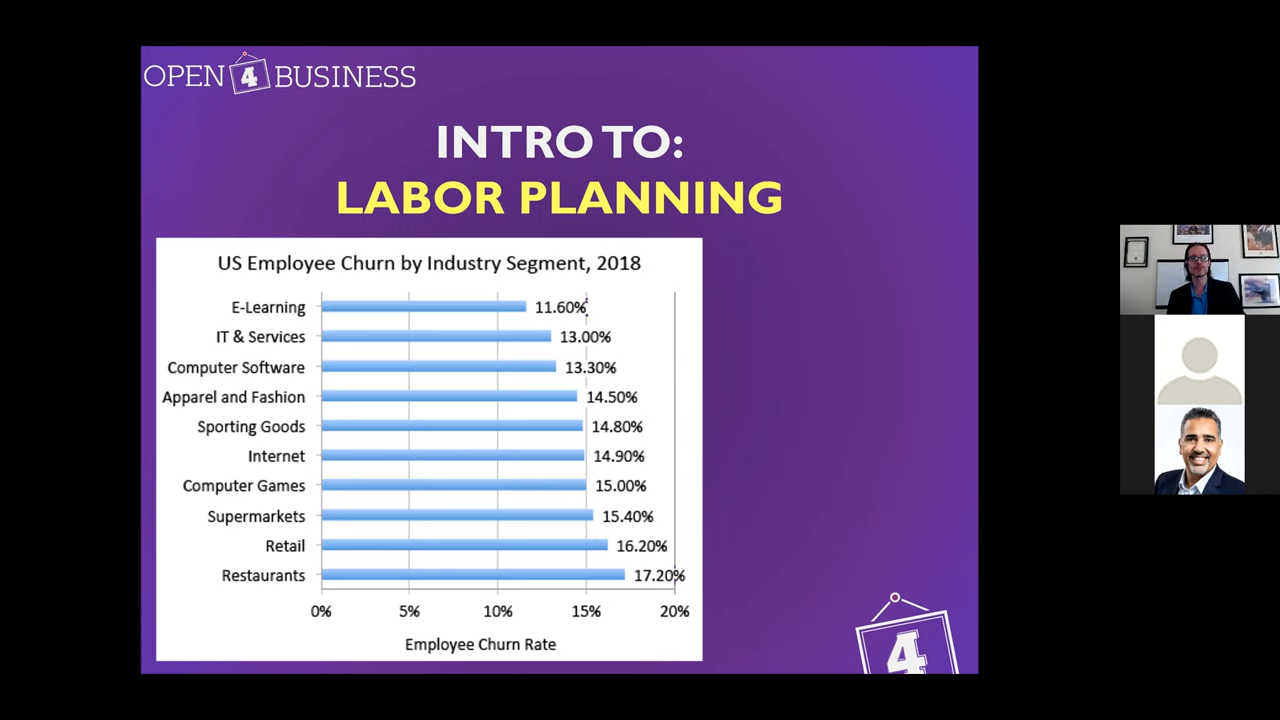 OPEN 4 BUSINESS
INTRO TO:
LABOR PLANNING
US Employee Churn by Industry Segment, 2018
E-Learning 11.60%
IT & Services 13.00%
Computer Software 13.30%
Apparel and Fashion 14.50%
Sporting Goods 14.80%
Internet 14.90%
Computer Games 15.00%
Supermarkets 15.40%
Retail 16.20%
Restaurants 17.20%
0% 5% 10% 15% 20%
Employee Churn Rate
4